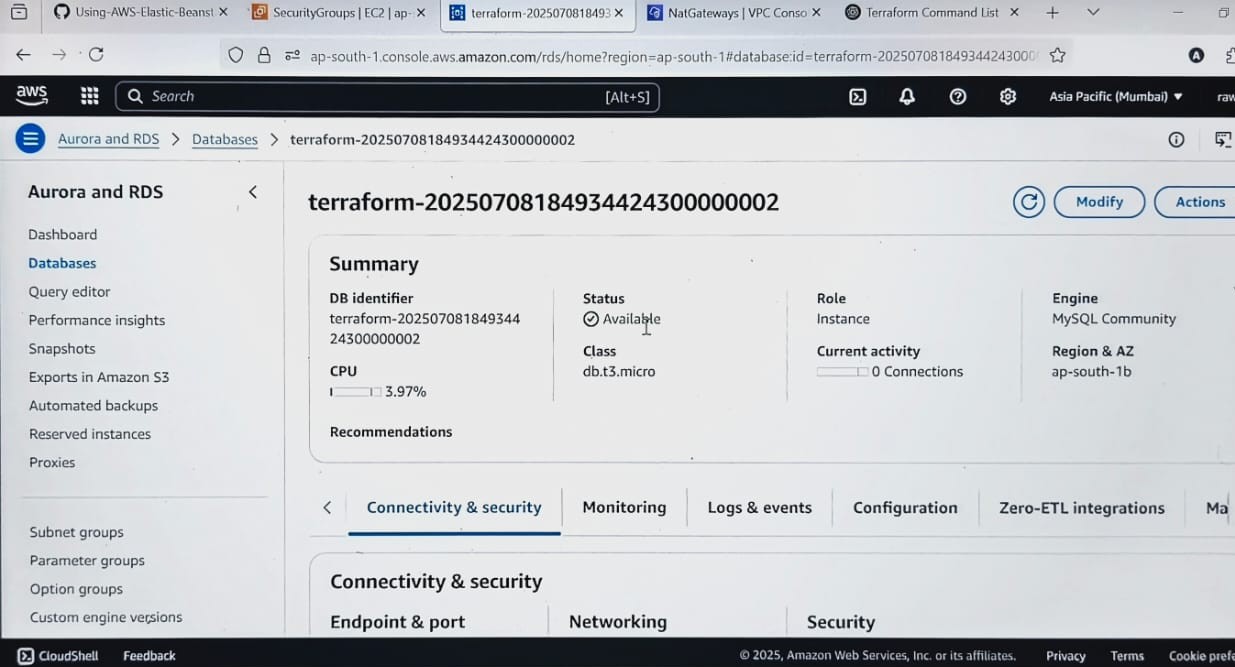 Using-AWS-Elastic-Beanst
SecurityGroups | EC2 | ap-
terraform-2025070818493
NatGateways | VPC Conso
Terraform Command List
ap-south-1.console.aws.amazon.com/rds/home?region=ap-south-1#database:id=terraform-202507081849344243000
aws
Search
[Alt+S]
Asia Pacific (Mumbai)
raw
Aurora and RDS > Databases > terraform-20250708184934424300000002
Aurora and RDS
Dashboard
Databases
Query editor
Performance insights
Snapshots
Exports in Amazon S3
Automated backups
Reserved instances
Proxies
Subnet groups
Parameter groups
Option groups
Custom engine versions
terraform-20250708184934424300000002
Modify
Actions
Summary
DB identifier
terraform-202507081849344
24300000002
CPU
3.97%
Status
Available
Class
db.t3.micro
Role
Instance
Current activity
0 Connections
Engine
MySQL Community
Region & AZ
ap-south-1b
Recommendations
Connectivity & security
Monitoring
Logs & events
Configuration
Zero-ETL integrations
Ma
Connectivity & security
Endpoint & port
Networking
Security
CloudShell
Feedback
© 2025, Amazon Web Services, Inc. or its affiliates.
Privacy
Terms
Cookie prefe